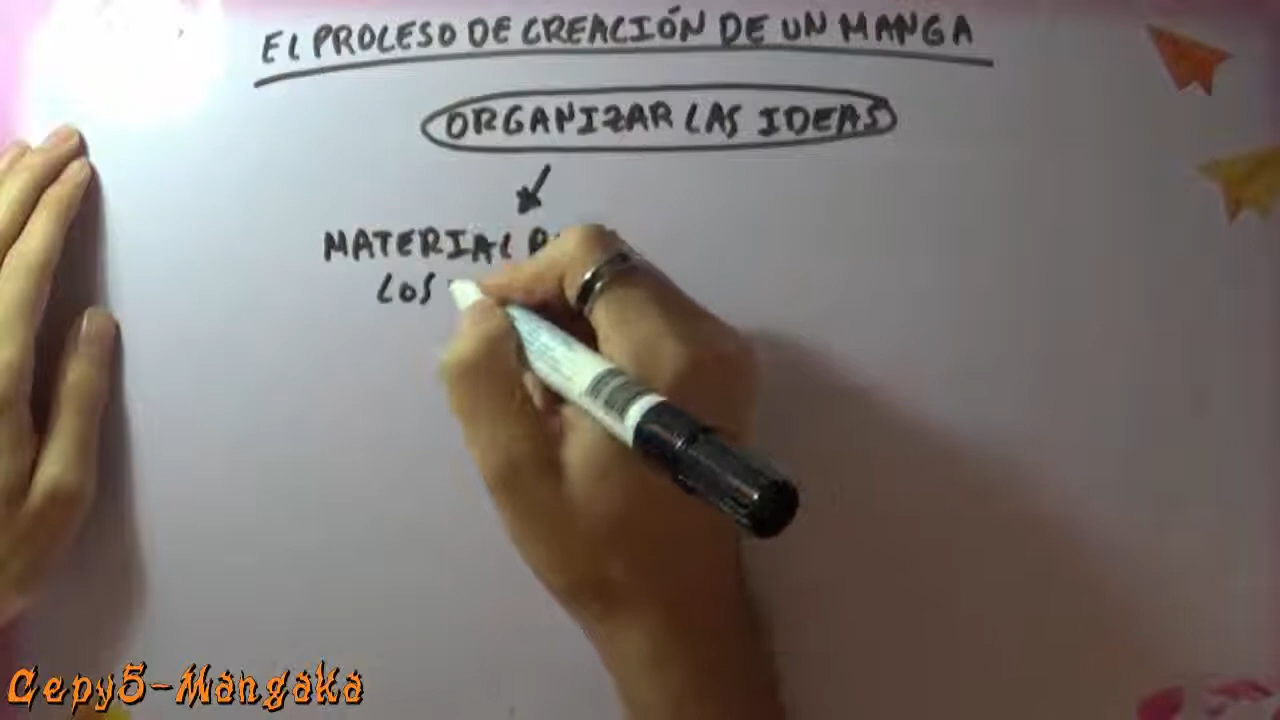 EL PROCESO DE CREACIÓN DE UN MANGA
ORGANIZAR LAS IDEAS
MATERIAL
LOS
Cepy5-Mangaka